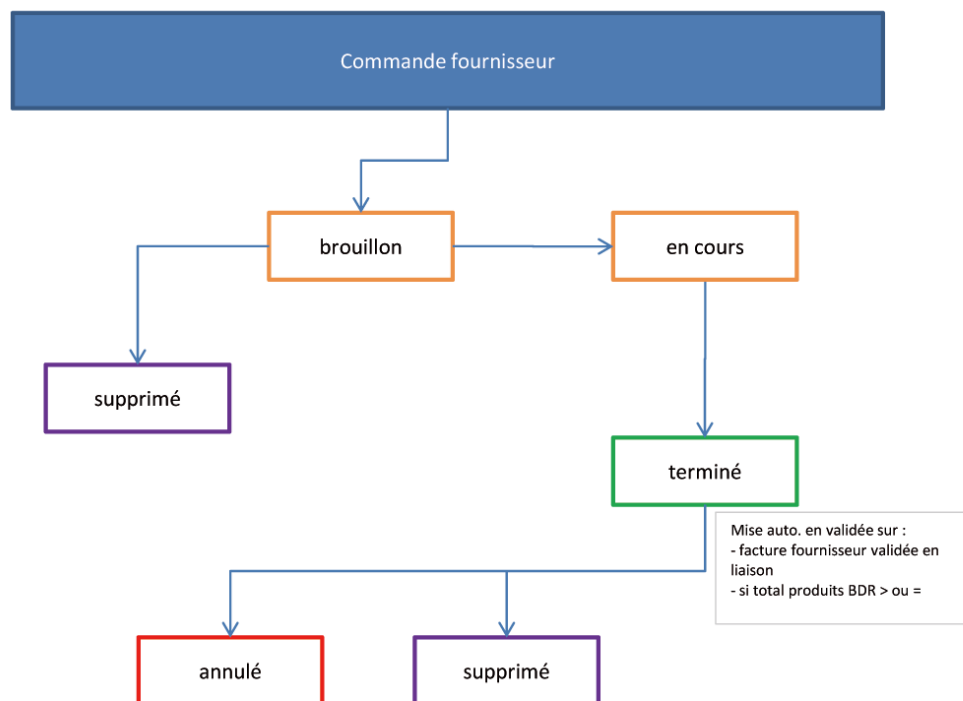 Commande fournisseur
brouillon
en cours
supprimé
terminé
Mise auto. en validée sur :
- facture fournisseur validée en
liaison
- si total produits BDR > ou =
annulé
supprimé